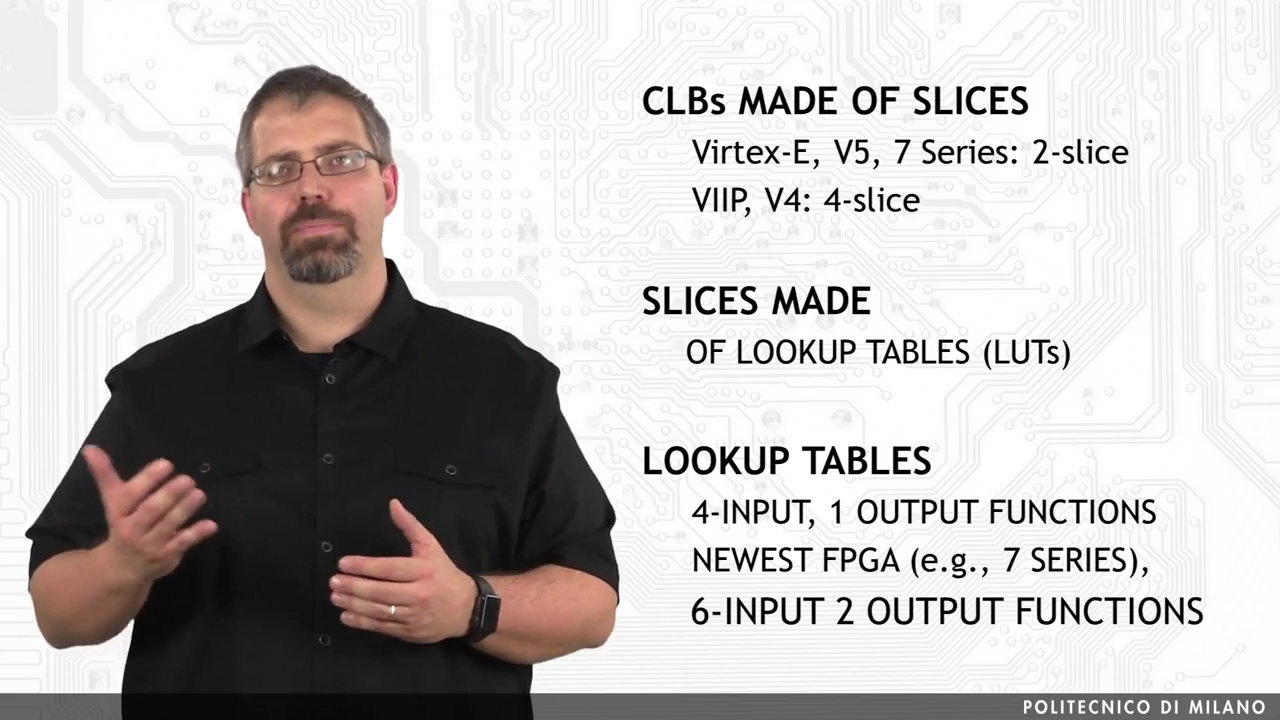 CLBs MADE OF SLICES
Virtex-E, V5, 7 Series: 2-slice
VIIP, V4: 4-slice
SLICES MADE
OF LOOKUP TABLES (LUTs)
LOOKUP TABLES
4-INPUT, 1 OUTPUT FUNCTIONS
NEWEST FPGA (e.g., 7 SERIES),
6-INPUT 2 OUTPUT FUNCTIONS
POLITECNICO DI MILANO